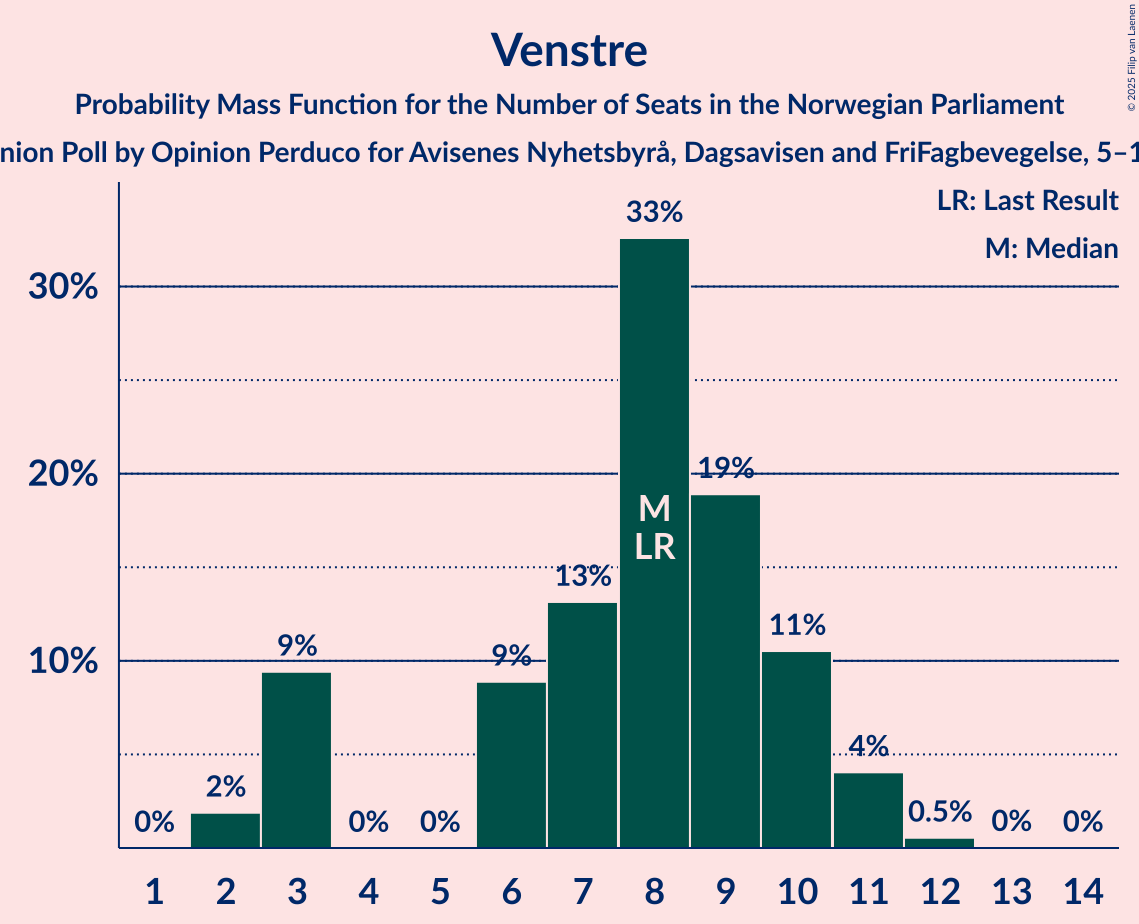 Venstre
Probability Mass Function for the Number of Seats in the Norwegian Parliament
nion Poll by Opinion Perduco for Avisenes Nyhetsbyrå, Dagsavisen and FriFagbevegelse, 5–1
© 2025 Filip van Laenen
LR: Last Result
M: Median
33%
30%
20%
19%
M
LR
13%
11%
10%
9%
9%
4%
2%
0%
0%
0%
0.5%
0%
0%
1 2 3 4 5 6 7 8 9 10 11 12 13 14